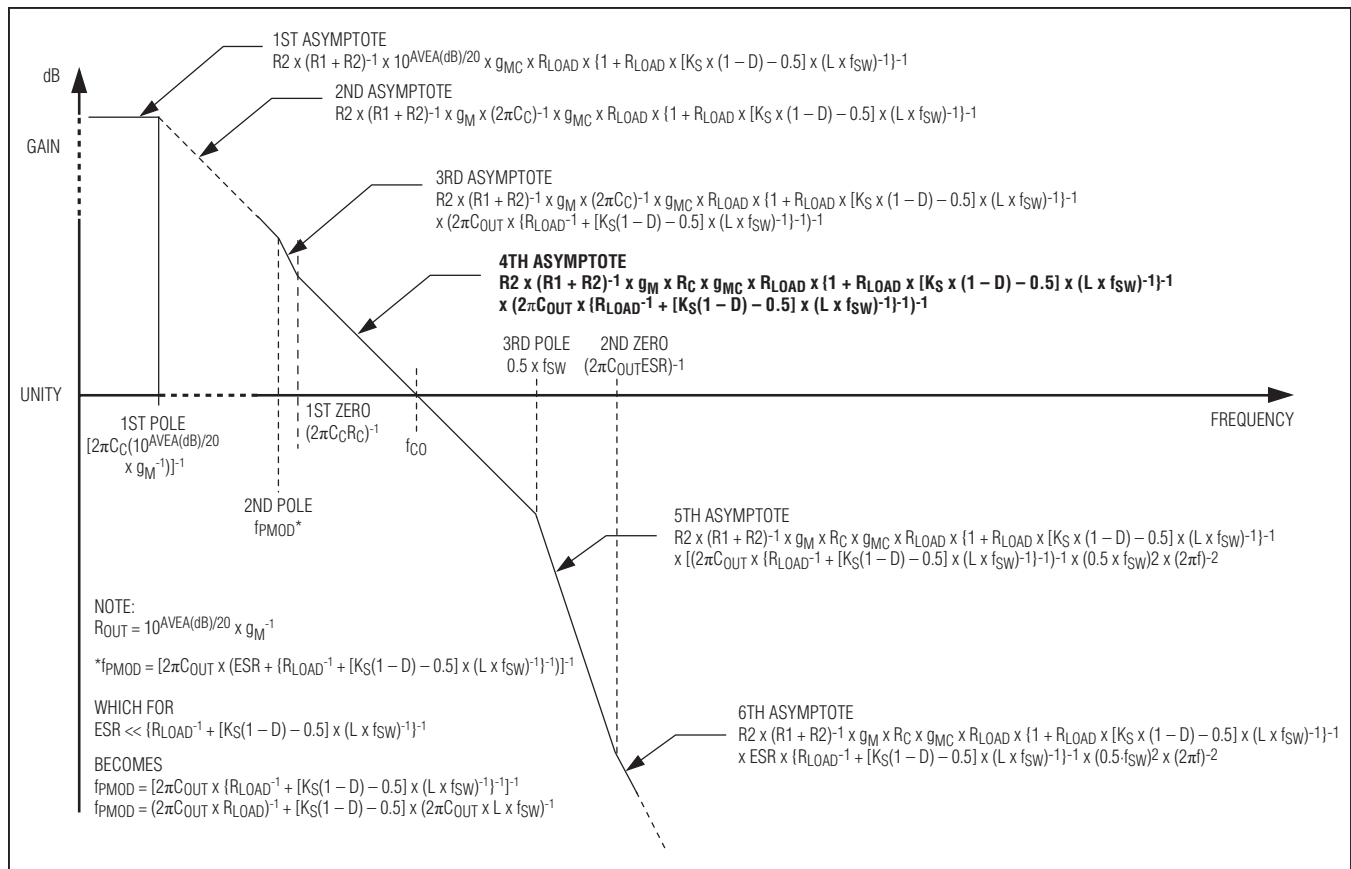 1ST ASYMPTOTE
R2 x (R1 + R2)-1 x 10AVEA(dB)/20 x gMC x RLOAD x {1 + RLOAD x [KS x (1 – D) – 0.5] x (L x fSW)-1}-1
dB
2ND ASYMPTOTE
R2 x (R1 + R2)-1 x gM x (2πCC)-1 x gMC x RLOAD x {1 + RLOAD x [KS x (1 – D) – 0.5] x (L x fSW)-1}-1
GAIN
3RD ASYMPTOTE
R2 x (R1 + R2)-1 x gM x (2πCC)-1 x gMC x RLOAD x {1 + RLOAD x [KS x (1 – D) – 0.5] x (L x fSW)-1}-1
x (2πCOUT x {RLOAD-1 + [KS(1 – D) – 0.5] x (L x fSW)-1}-1)-1
4TH ASYMPTOTE
R2 x (R1 + R2)-1 x gM x RC x gMC x RLOAD x {1 + RLOAD x [KS x (1 – D) – 0.5] x (L x fSW)-1}-1
x (2πCOUT x {RLOAD-1 + [KS(1 – D) – 0.5] x (L x fSW)-1}-1)-1
3RD POLE
0.5 x fSW
2ND ZERO
(2πCOUTESR)-1
UNITY
1ST POLE
[2πCC(10AVEA(dB)/20
x gM-1)]-1
1ST ZERO
(2πCCRC)-1
fCO
FREQUENCY
2ND POLE
fPMOD*
5TH ASYMPTOTE
R2 x (R1 + R2)-1 x gM x RC x gMC x RLOAD x {1 + RLOAD x [KS x (1 – D) – 0.5] x (L x fSW)-1}-1
x [(2πCOUT x {RLOAD-1 + [KS(1 – D) – 0.5] x (L x fSW)-1}-1)-1 x (0.5 x fSW)2 x (2πf)-2
NOTE:
ROUT = 10AVEA(dB)/20 x gM-1
*fPMOD = [2πCOUT x (ESR + {RLOAD-1 + [KS(1 – D) – 0.5] x (L x fSW)-1}-1)]-1
WHICH FOR
ESR << {RLOAD-1 + [KS(1 – D) – 0.5] x (L x fSW)-1}-1
BECOMES
fPMOD = [2πCOUT x {RLOAD-1 + [KS(1 – D) – 0.5] x (L x fSW)-1}-1]-1
fPMOD = (2πCOUT x RLOAD)-1 + [KS(1 – D) – 0.5] x (2πCOUT x L x fSW)-1
6TH ASYMPTOTE
R2 x (R1 + R2)-1 x gM x RC x gMC x RLOAD x {1 + RLOAD x [KS x (1 – D) – 0.5] x (L x fSW)-1}-1
x ESR x {RLOAD-1 + [KS(1 – D) – 0.5] x (L x fSW)-1}-1 x (0.5·fSW)2 x (2πf)-2